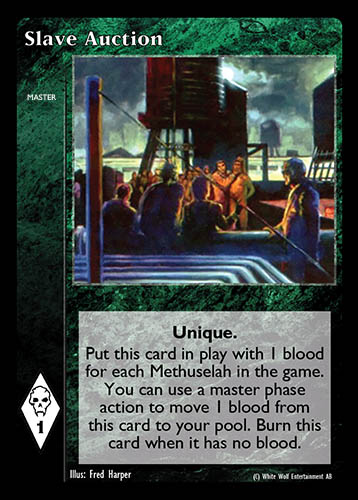 Slave Auction
MASTER
Unique.
Put this card in play with 1 blood
for each Methuselah in the game.
You can use a master phase
action to move 1 blood from
this card to your pool. Burn this
card when it has no blood.
1
Illus: Fred Harper
(C) White Wolf Entertainment AB